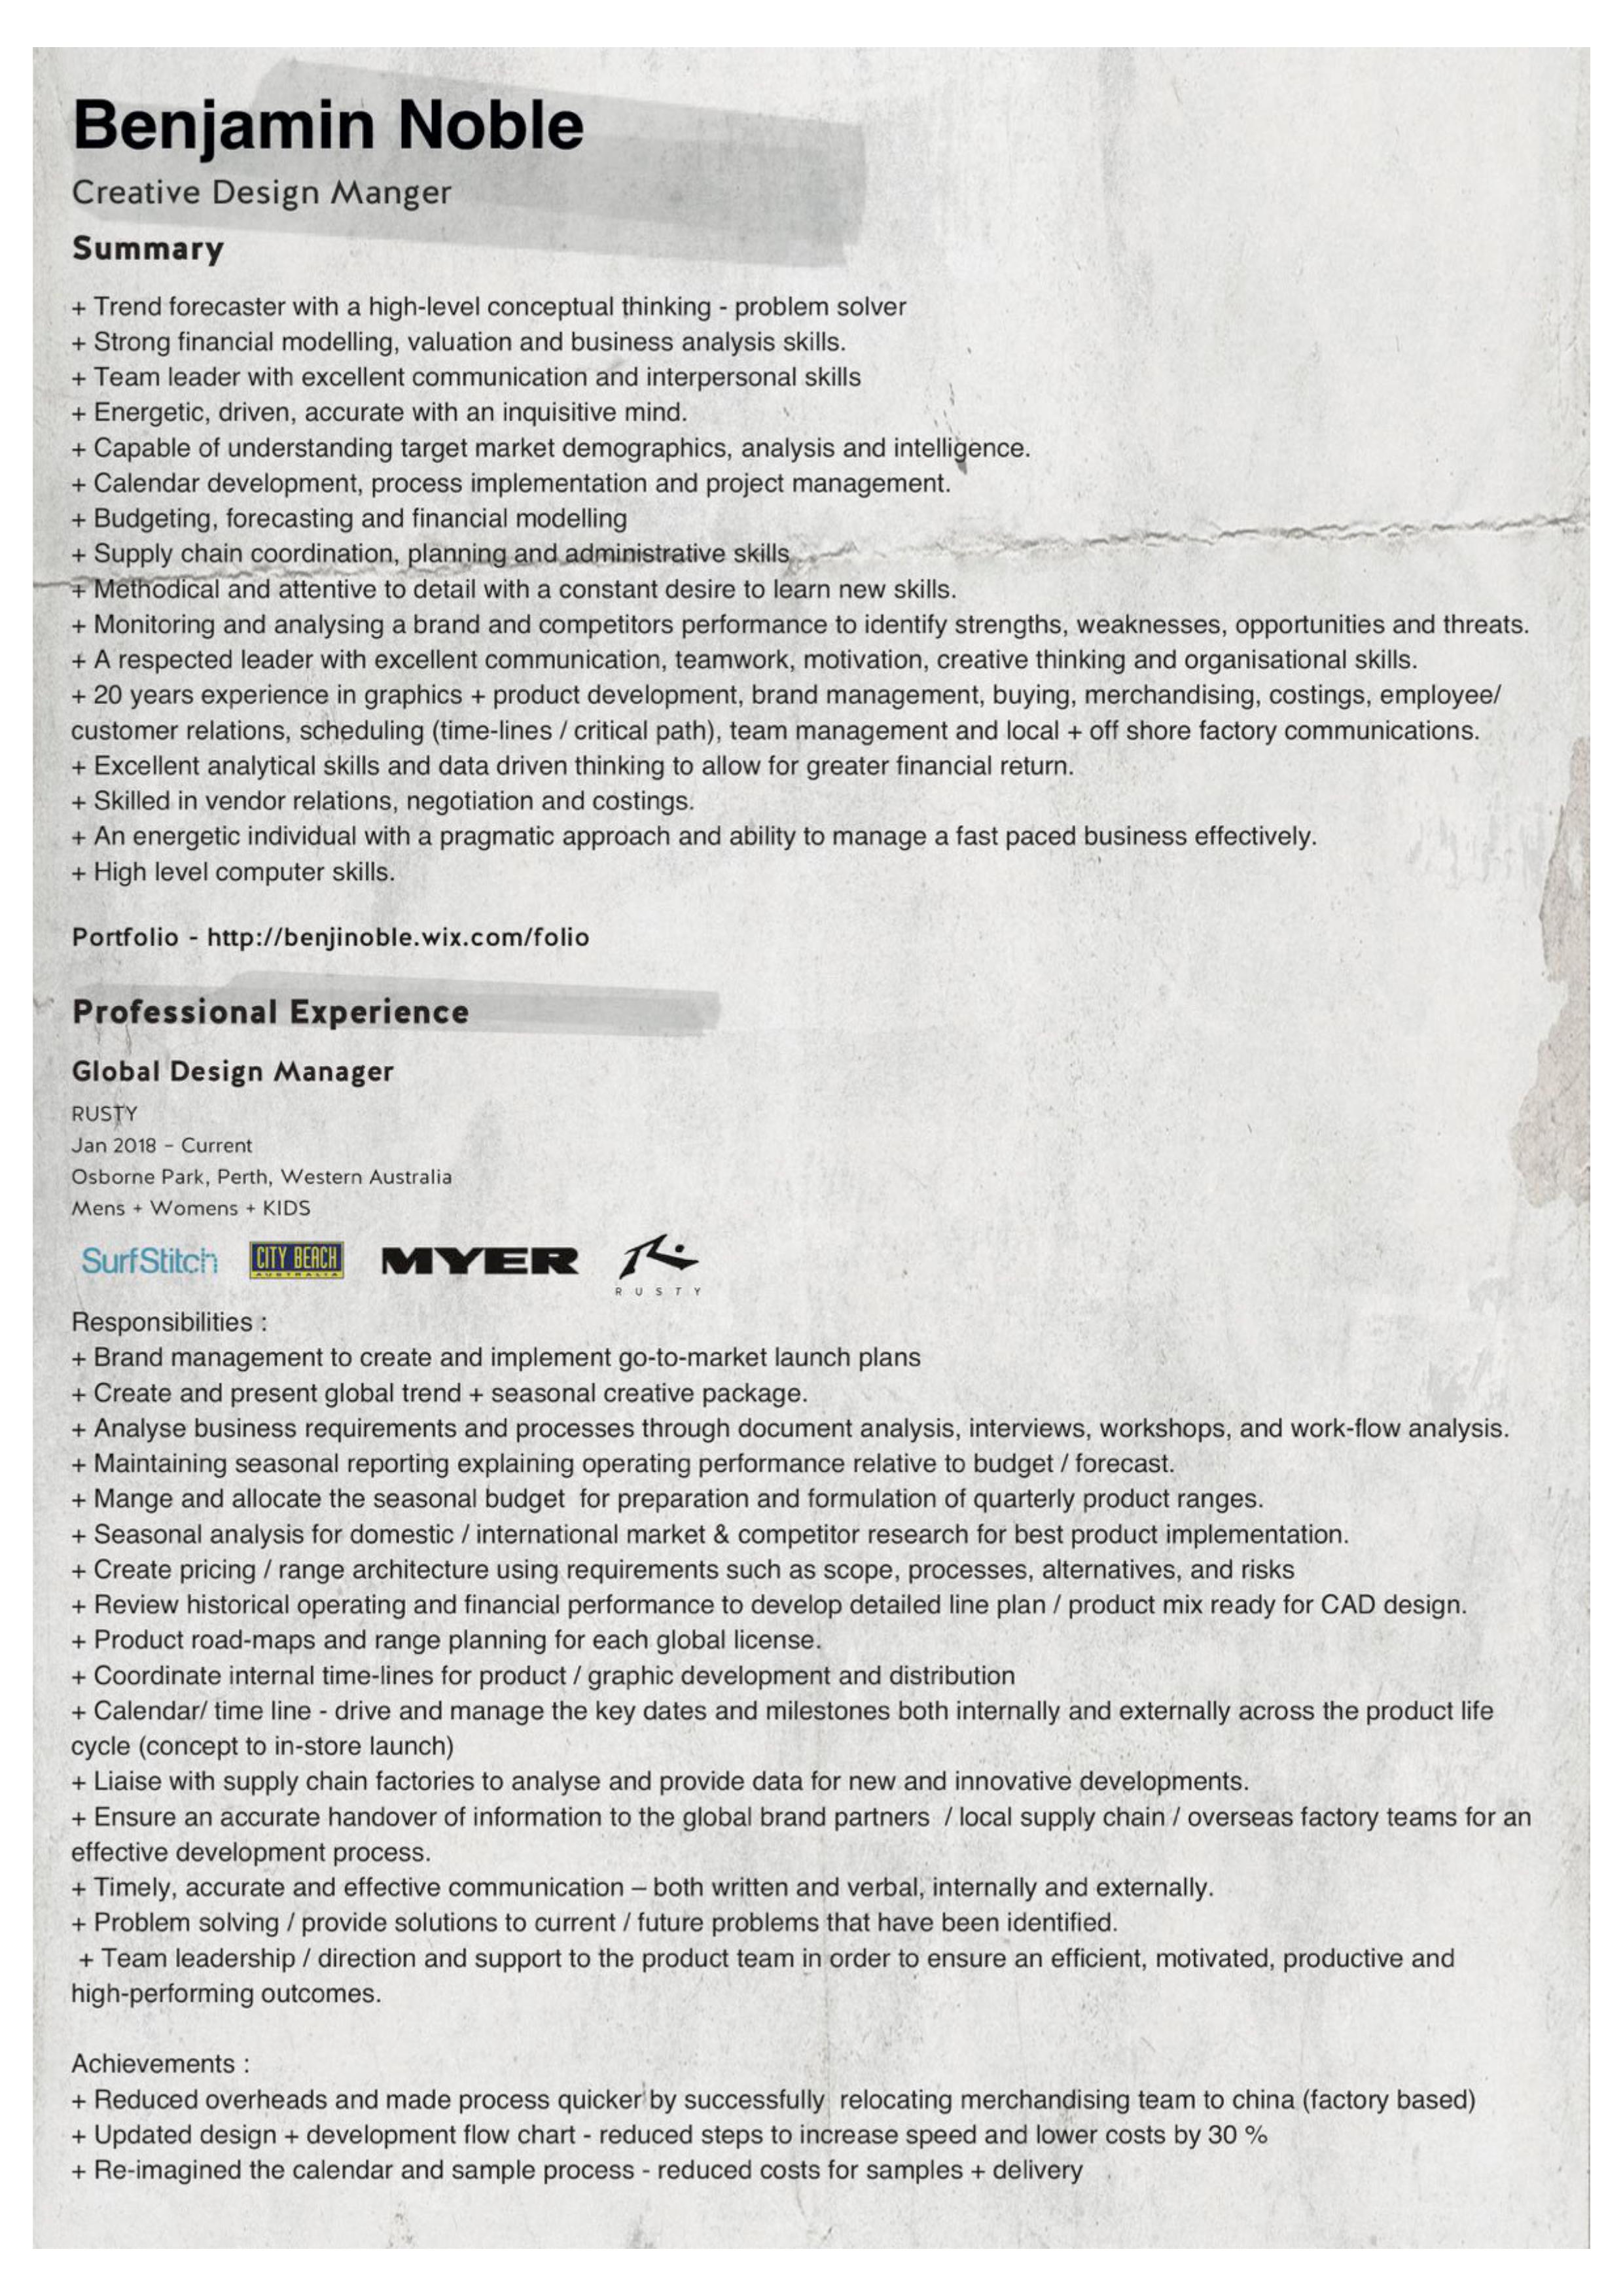 Benjamin Noble
Creative Design Manger
Summary
+ Trend forecaster with a high-level conceptual thinking - problem solver
+ Strong financial modelling, valuation and business analysis skills.
+ Team leader with excellent communication and interpersonal skills
+ Energetic, driven, accurate with an inquisitive mind.
+ Capable of understanding target market demographics, analysis and intelligence.
+ Calendar development, process implementation and project management.
+ Budgeting, forecasting and financial modelling
+ Supply chain coordination, planning and administrative skills
+ Methodical and attentive to detail with a constant desire to learn new skills.
+ Monitoring and analysing a brand and competitors performance to identify strengths, weaknesses, opportunities and threats.
+ A respected leader with excellent communication, teamwork, motivation, creative thinking and organisational skills.
+ 20 years experience in graphics + product development, brand management, buying, merchandising, costings, employee/
customer relations, scheduling (time-lines / critical path), team management and local + off shore factory communications.
+ Excellent analytical skills and data driven thinking to allow for greater financial return.
+ Skilled in vendor relations, negotiation and costings.
+ An energetic individual with a pragmatic approach and ability to manage a fast paced business effectively.
+ High level computer skills.
Portfolio - http://benjinoble.wix.com/folio
Professional Experience
Global Design Manager
RUSTY
Jan 2018 – Current
Osborne Park, Perth, Western Australia
Mens + Womens + KIDS
SurfStitch CITY BEACH AUSTRALIA MYER RUSTY
Responsibilities :
+ Brand management to create and implement go-to-market launch plans
+ Create and present global trend + seasonal creative package.
+ Analyse business requirements and processes through document analysis, interviews, workshops, and work-flow analysis.
+ Maintaining seasonal reporting explaining operating performance relative to budget / forecast.
+ Mange and allocate the seasonal budget  for preparation and formulation of quarterly product ranges.
+ Seasonal analysis for domestic / international market & competitor research for best product implementation.
+ Create pricing / range architecture using requirements such as scope, processes, alternatives, and risks
+ Review historical operating and financial performance to develop detailed line plan / product mix ready for CAD design.
+ Product road-maps and range planning for each global license.
+ Coordinate internal time-lines for product / graphic development and distribution
+ Calendar/ time line - drive and manage the key dates and milestones both internally and externally across the product life
cycle (concept to in-store launch)
+ Liaise with supply chain factories to analyse and provide data for new and innovative developments.
+ Ensure an accurate handover of information to the global brand partners  / local supply chain / overseas factory teams for an
effective development process.
+ Timely, accurate and effective communication – both written and verbal, internally and externally.
+ Problem solving / provide solutions to current / future problems that have been identified.
+ Team leadership / direction and support to the product team in order to ensure an efficient, motivated, productive and
high-performing outcomes.
Achievements :
+ Reduced overheads and made process quicker by successfully  relocating merchandising team to china (factory based)
+ Updated design + development flow chart - reduced steps to increase speed and lower costs by 30 %
+ Re-imagined the calendar and sample process - reduced costs for samples + delivery